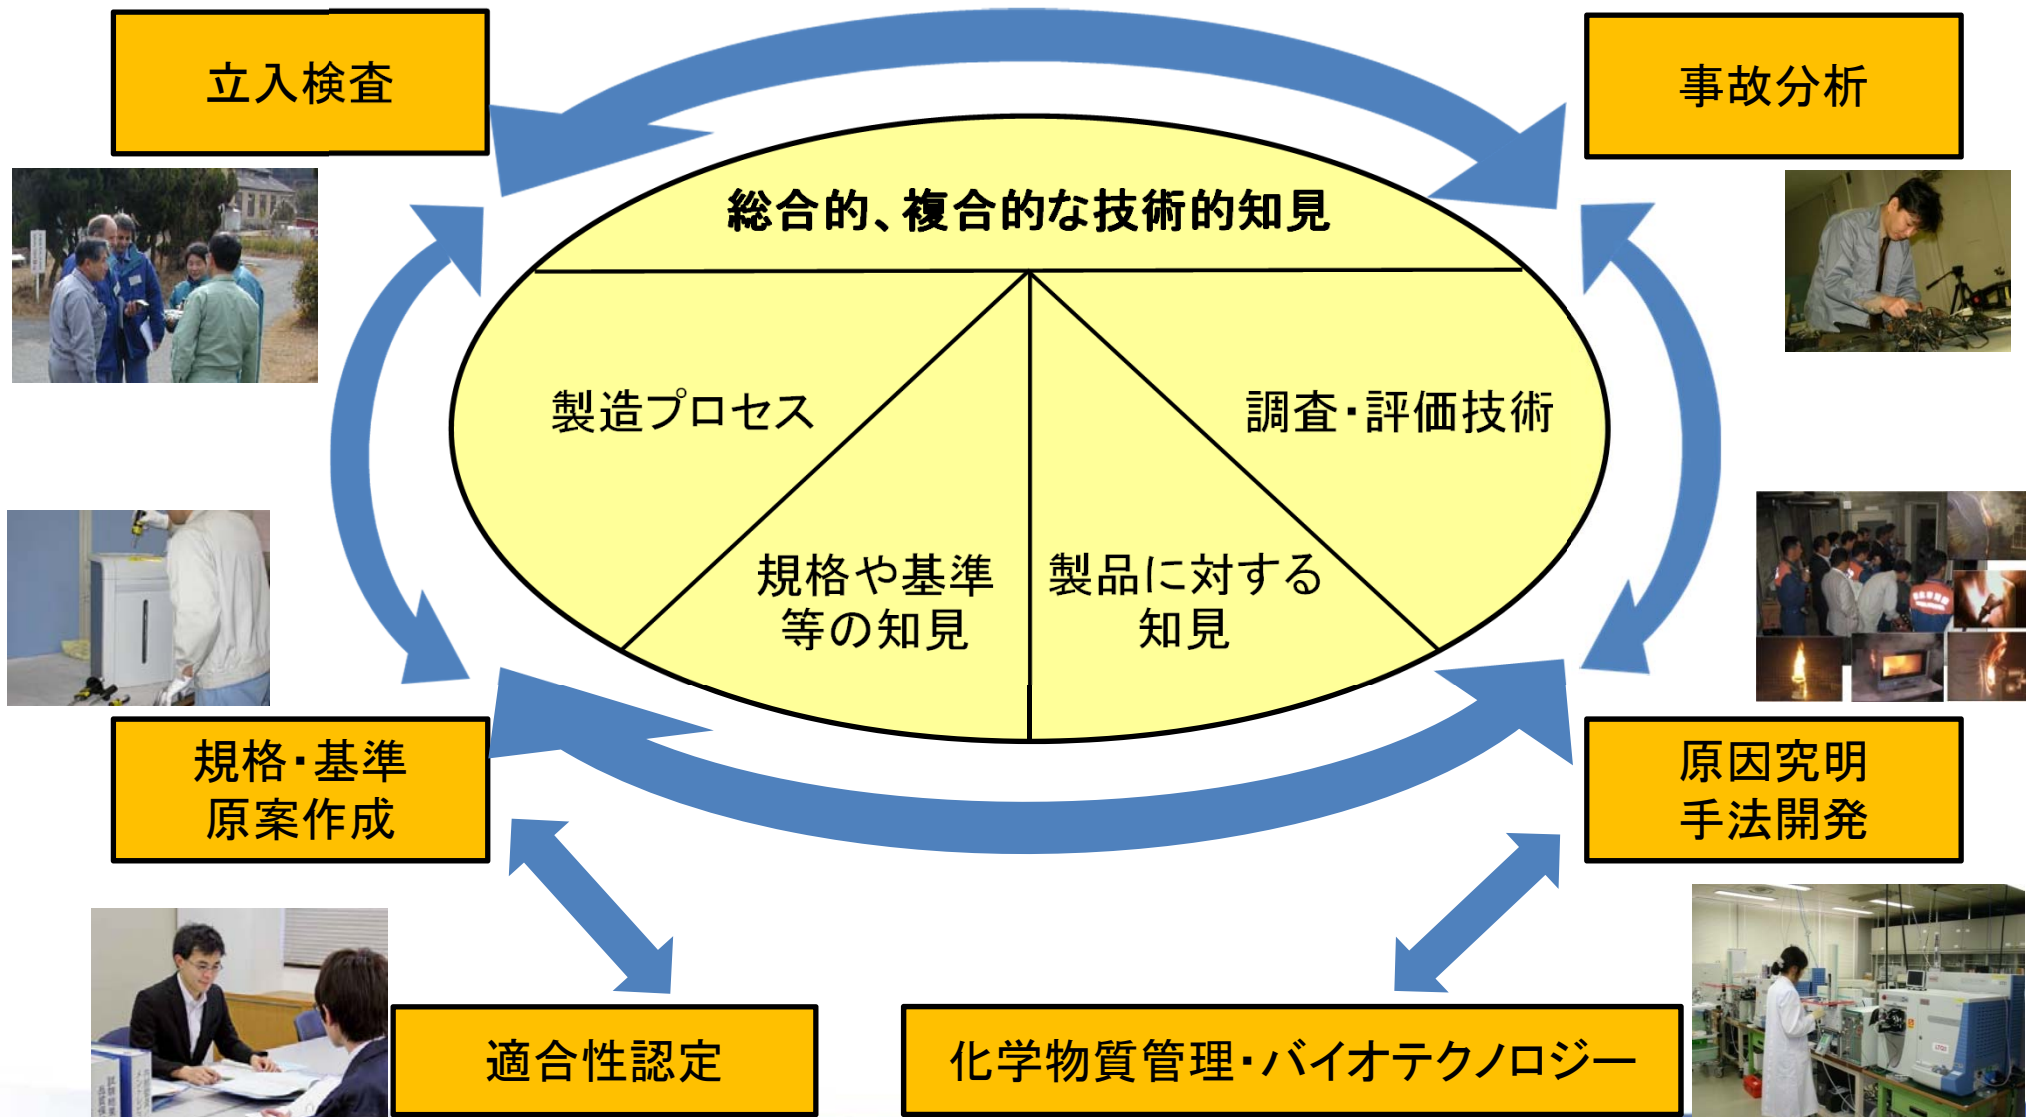 立入検査
事故分析
総合的、複合的な技術的知見
製造プロセス
調査・評価技術
規格や基準
等の知見
製品に対する
知見
規格・基準
原案作成
原因究明
手法開発
適合性認定
化学物質管理・バイオテクノロジー